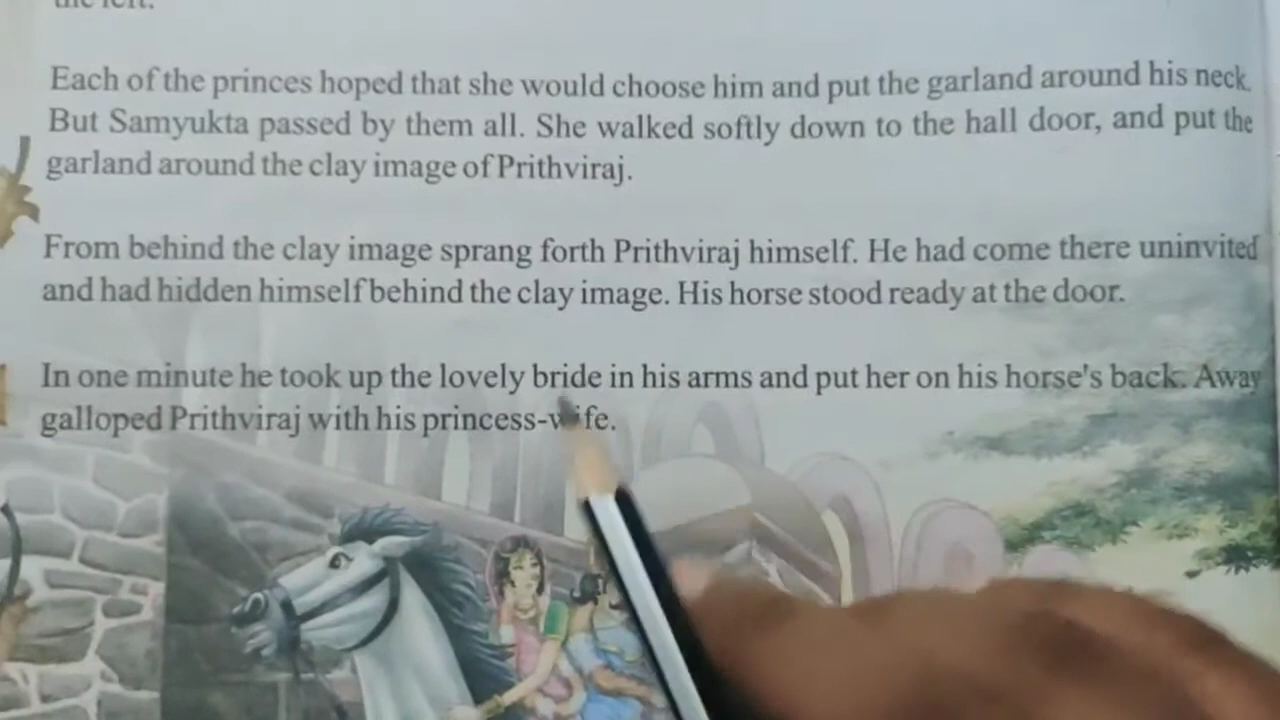 the left.
Each of the princes hoped that she would choose him and put the garland around his neck.
But Samyukta passed by them all. She walked softly down to the hall door, and put the
garland around the clay image of Prithviraj.
From behind the clay image sprang forth Prithviraj himself. He had come there uninvited
and had hidden himself behind the clay image. His horse stood ready at the door.
In one minute he took up the lovely bride in his arms and put her on his horse's back. Away
galloped Prithviraj with his princess-wife.